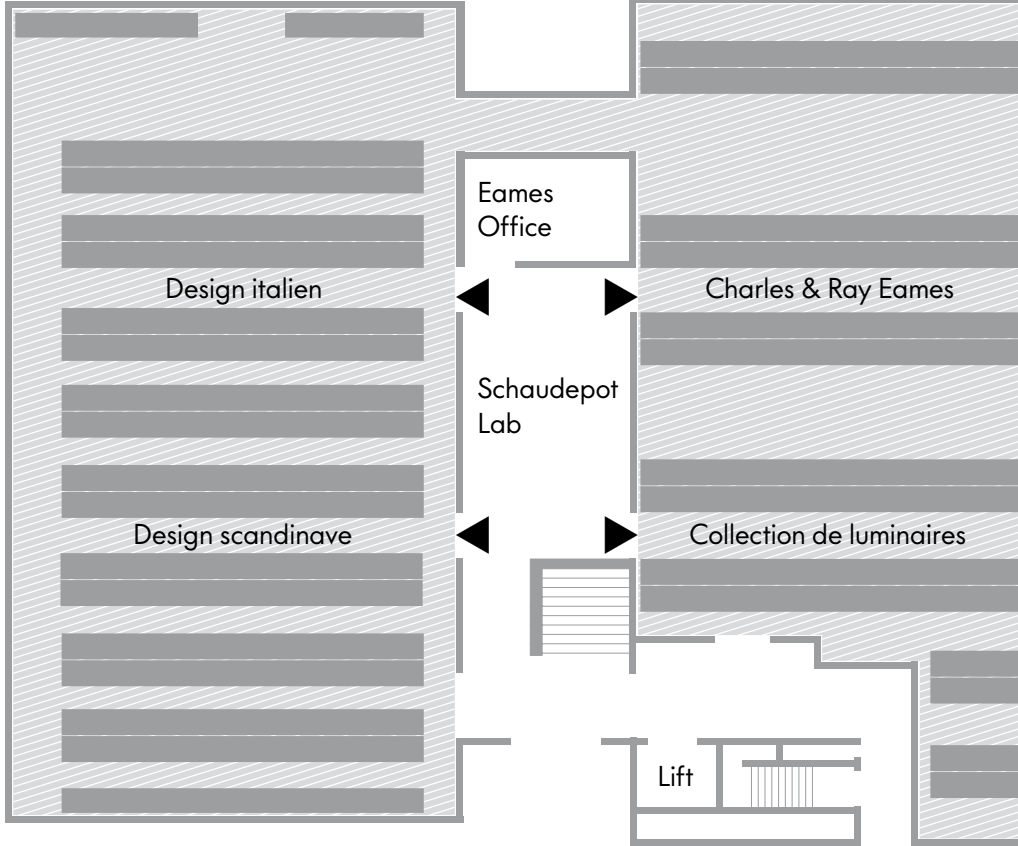 Eames
Office
Design italien
Charles & Ray Eames
Schaudepot
Lab
Design scandinave
Collection de luminaires
Lift